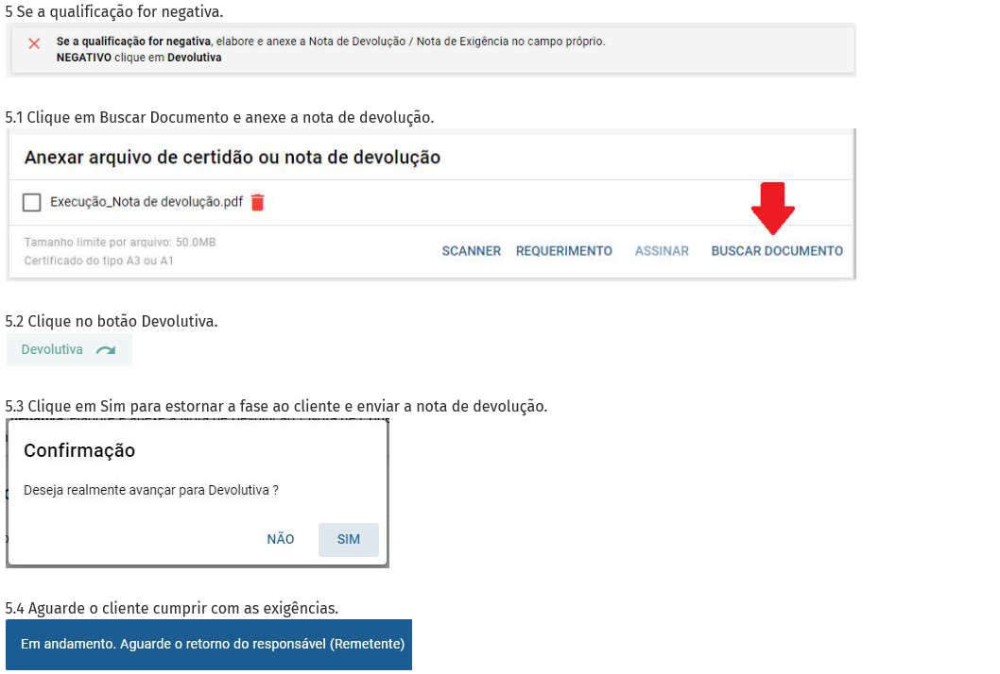 5 Se a qualificação for negativa.
Se a qualificação for negativa, elabore e anexe a Nota de Devolução / Nota de Exigência no campo próprio.
NEGATIVO clique em Devolutiva
5.1 Clique em Buscar Documento e anexe a nota de devolução.
Anexar arquivo de certidão ou nota de devolução
Execução_Nota de devolução.pdf
Tamanho limite por arquivo: 50.0MB
Certificado do tipo A3 ou A1
SCANNER REQUERIMENTO ASSINAR BUSCAR DOCUMENTO
5.2 Clique no botão Devolutiva.
Devolutiva
5.3 Clique em Sim para estornar a fase ao cliente e enviar a nota de devolução.
Confirmação
Deseja realmente avançar para Devolutiva ?
NÃO SIM
5.4 Aguarde o cliente cumprir com as exigências.
Em andamento. Aguarde o retorno do responsável (Remetente)